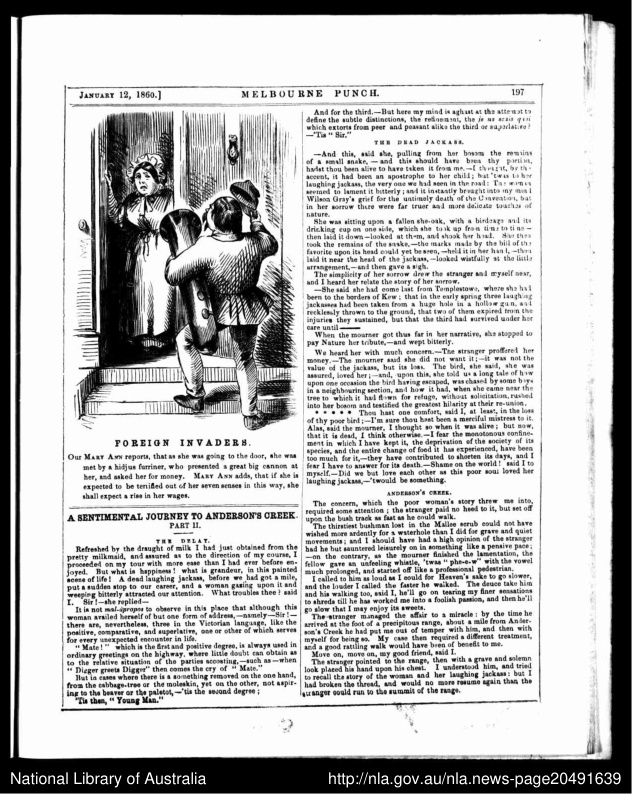 JANUARY 12, 1860.]
MELBOURNE PUNCH.
197
FOREIGN INVADERS.
Our MARY ANN reports, that as she was going to the door, she was
met by a hidjus furriner, who presented a great big cannon at
her, and asked her for money. MARY ANN adds, that if she is
expected to be terrified out of her seven senses in this way, she
shall expect a rise in her wages.
A SENTIMENTAL JOURNEY TO ANDERSON'S CREEK.
PART II.
THE DELAY.
Refreshed by the draught of milk I had just obtained from the
pretty milkmaid, and assured as to the direction of my course, I
proceeded on my tour with more ease than I had ever before en-
joyed. But what is happiness! what is grandeur, in this painted
scene of life! A dead laughing jackass, before we had got a mile,
put a sudden stop to our career, and a woman gazing upon it and
weeping bitterly attracted our attention. What troubles thee? said
I. Sir!—she replied—
It is not mal-àpropos to observe in this place that although this
woman availed herself of but one form of address,—namely—Sir!—
there are, nevertheless, three in the Victorian language, like the
positive, comparative, and superlative, one or other of which serves
for every unexpected encounter in life.
"Mate!" which is the first and positive degree, is always used in
ordinary greetings on the highway, where little doubt can obtain as
to the relative situation of the parties accosting,—such as—when
"Digger greets Digger" then comes the cry of "Mate."
But in cases where there is a something removed on the one hand,
from the cabbage-tree or the moleskin, yet on the other, not aspir-
ing to the beaver or the paletot,—'tis the second degree;
'Tis then, "Young Man."
And for the third.—But here my mind is aghast at the attempt to
define the subtle distinctions, the refinement, the je ne scais quoi
which extorts from peer and peasant alike the third or superlative?
—'Tis "Sir."
THE DEAD JACKASS.
—And this, said she, pulling from her bosom the remains
of a small snake,—and this should have been thy portion,
hadst thou been alive to have taken it from me.—I thought, by the
accent, it had been an apostrophe to her child; but 'twas to her
laughing jackass, the very one we had seen in the road: The woman
seemed to lament it bitterly; and it instantly brought into my mind
Wilson Gray's grief for the untimely death of the Convention, but
in her sorrow there were far truer and more delicate touches of
nature.
She was sitting upon a fallen she-oak, with a birdcage and its
drinking cup on one side, which she took up from time to time—
then laid it down—looked at them, and shook her head. She then
took the remains of the snake,—the marks made by the bill of the
favorite upon its head could yet be seen,—held it in her hand,—then
laid it near the head of the jackass,—looked wistfully at the little
arrangement,—and then gave a sigh.
The simplicity of her sorrow drew the stranger and myself near,
and I heard her relate the story of her sorrow.
—She said she had come last from Templestowe, where she had
been to the borders of Kew; that in the early spring three laughing
jackasses had been taken from a huge hole in a hollow gum, and
recklessly thrown to the ground, that two of them expired from the
injuries they sustained, but that the third had survived under her
care until——
When the mourner got thus far in her narrative, she stopped to
pay Nature her tribute,—and wept bitterly.
We heard her with much concern.—The stranger proffered her
money.—The mourner said she did not want it;—it was not the
value of the jackass, but its loss. The bird, she said, she was
assured, loved her;—and, upon this, she told us a long tale of how
upon one occasion the bird having escaped, was chased by some boys
in a neighbouring section, and how it had, when she came near the
tree to which it had flown for refuge, without solicitation, rushed
into her bosom and testified the greatest hilarity at their re-union.
* * * * * Thou hast one comfort, said I, at least, in the loss
of thy poor bird;—I'm sure thou hast been a merciful mistress to it.
Alas, said the mourner, I thought so when it was alive; but now,
that it is dead, I think otherwise.—I fear the monotonous confine-
ment in which I have kept it, the deprivation of the society of its
species, and the entire change of food it has experienced, have been
too much for it,—they have contributed to shorten its days, and I
fear I have to answer for its death.—Shame on the world! said I to
myself.—Did we but love each other as this poor soul loved her
laughing jackass,—'twould be something.
ANDERSON'S CREEK.
The concern, which the poor woman's story threw me into,
required some attention; the stranger paid no heed to it, but set off
upon the bush track as fast as he could walk.
The thirstiest bushman lost in the Mallee scrub could not have
wished more ardently for a waterhole than I did for grave and quiet
movements; and I should have had a high opinion of the stranger
had he but sauntered leisurely on in something like a pensive pace;
—on the contrary, as the mourner finished the lamentation, the
fellow gave an unfeeling whistle, 'twas "ph-e-w" with the vowel
much prolonged, and started off like a professional pedestrian.
I called to him as loud as I could for Heaven's sake to go slower,
and the louder I called the faster he walked. The deuce take him
and his walking too, said I, he'll go on tearing my finer sensations
to shreds till he has worked me into a foolish passion, and then he'll
go slow that I may enjoy its sweets.
The stranger managed the affair to a miracle: by the time he
arrived at the foot of a precipitous range, about a mile from Ander-
son's Creek he had put me out of temper with him, and then with
myself for being so. My case then required a different treatment,
and a good rattling walk would have been of benefit to me.
Move on, move on, my good friend, said I.
The stranger pointed to the range, then with a grave and solemn
look placed his hand upon his chest. I understood him, and tried
to recall the story of the woman and her laughing jackass: but I
had broken the thread, and would no more resume again than the
stranger could run to the summit of the range.
National Library of Australia
http://nla.gov.au/nla.news-page20491639